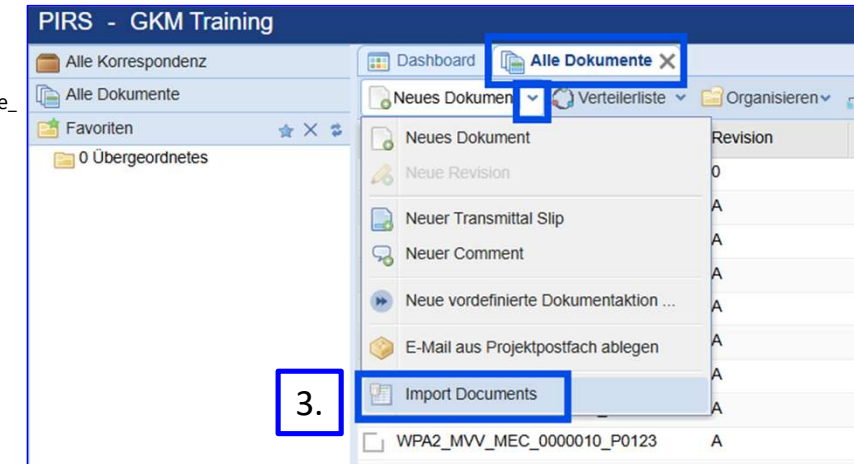 PIRS - GKM Training
Alle Korrespondenz
Dashboard
Alle Dokumente
Alle Dokumente
e_
Neues Dokumen
Verteilerliste
Organisieren
Favoriten
Neues Dokument
Revision
0 Übergeordnetes
Neue Revision
0
Neuer Transmittal Slip
A
Neuer Comment
A
A
Neue vordefinierte Dokumentaktion ...
A
E-Mail aus Projektpostfach ablegen
A
A
3.
Import Documents
A
WPA2_MVV_MEC_0000010_P0123
A